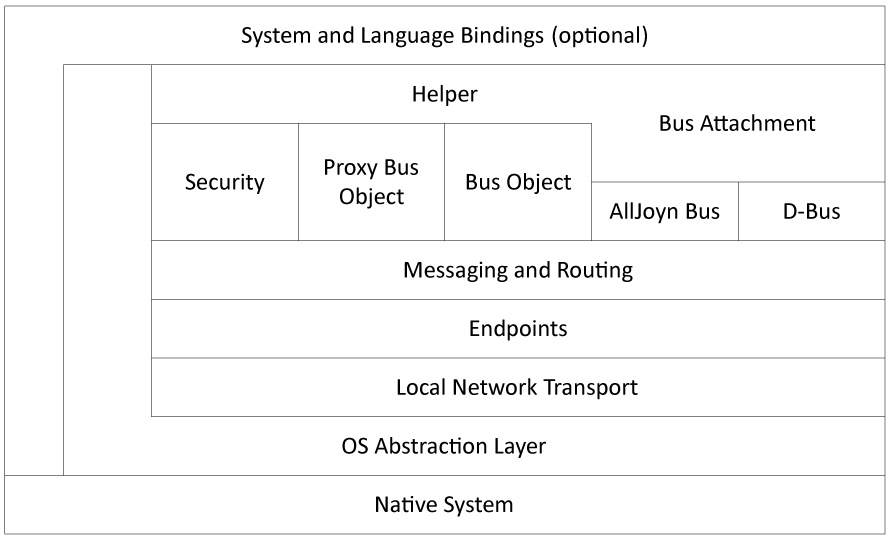 System and Language Bindings (optional)
Helper
Bus Attachment
Security
Proxy Bus
Object
Bus Object
AllJoyn Bus
D-Bus
Messaging and Routing
Endpoints
Local Network Transport
OS Abstraction Layer
Native System